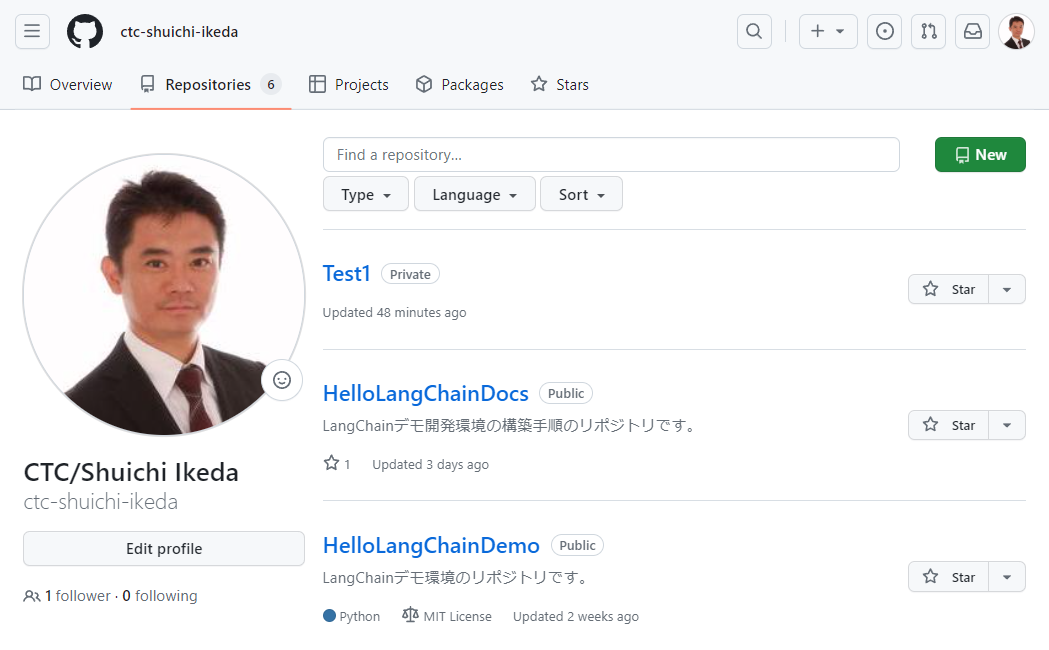 ctc-shuichi-ikeda
Overview
Repositories 6
Projects
Packages
Stars
Find a repository...
New
Type
Language
Sort
Test1 Private
Updated 48 minutes ago
Star
HelloLangChainDocs Public
LangChainデモ開発環境の構築手順のリポジトリです。
1 Updated 3 days ago
Star
HelloLangChainDemo Public
LangChainデモ環境のリポジトリです。
Python MIT License Updated 2 weeks ago
Star
CTC/Shuichi Ikeda
ctc-shuichi-ikeda
Edit profile
1 follower · 0 following